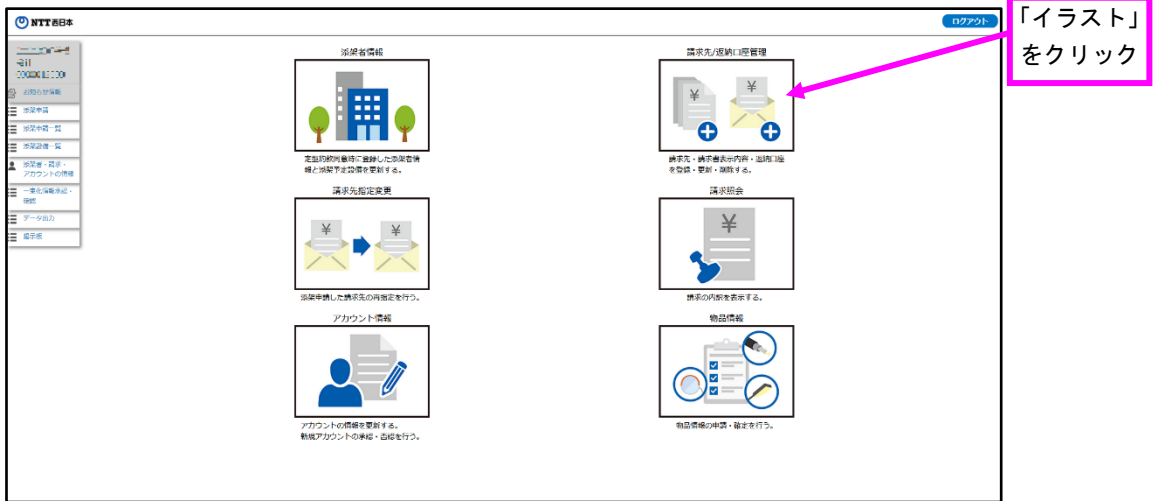 NTT西日本
ログアウト
「イラスト」
をクリック
お知らせ情報
添架申請
添架申請一覧
添架設備一覧
添架者・請求・
アカウントの情報
一束化情報承認・
確認
データ出力
掲示板
添架者情報
定型約款同意時に登録した添架者情
報と添架予定設備を更新する。
請求先/返納口座管理
¥
¥
請求先・請求書表示内容・返納口座
を登録・更新・削除する。
請求先指定変更
¥
¥
添架申請した請求先の再指定を行う。
請求照会
¥
請求の内訳を表示する。
アカウント情報
アカウントの情報を更新する。
新規アカウントの承認・否認を行う。
物品情報
物品情報の申請・確定を行う。